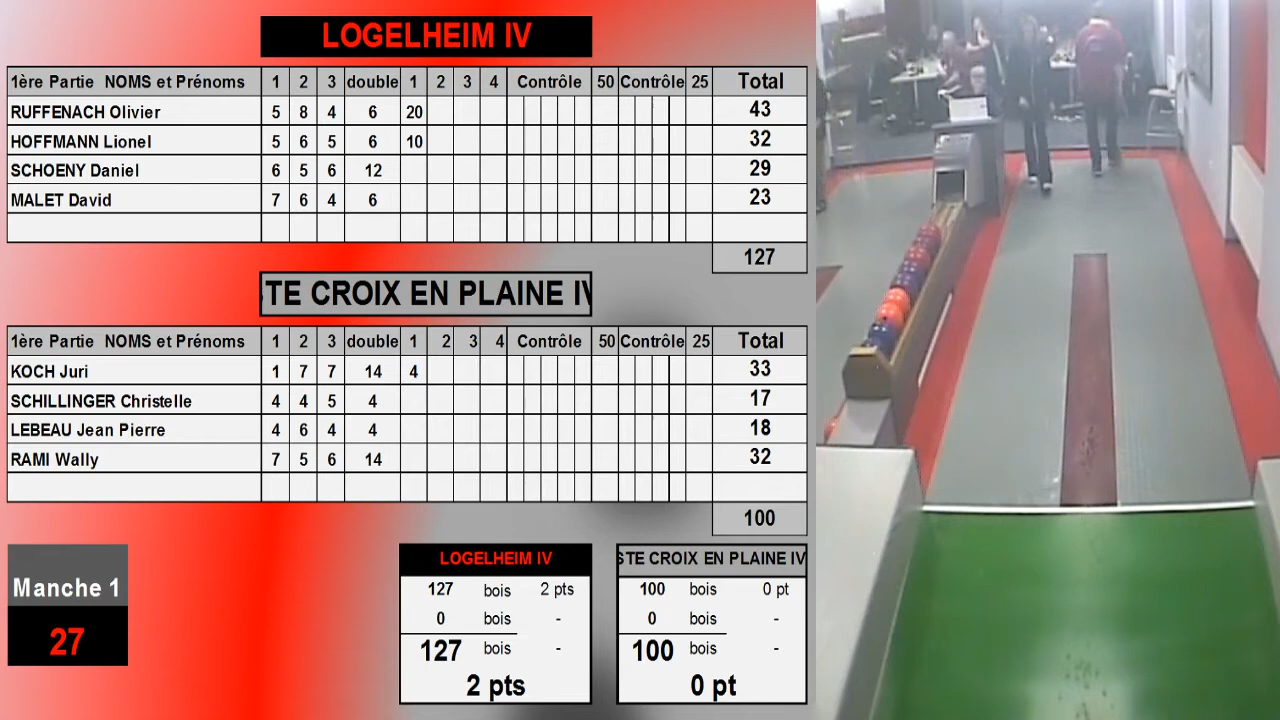 LOGELHEIM IV
1ère Partie NOMS et Prénoms 1 2 3 double 1 2 3 4 Contrôle 50 Contrôle 25 Total
RUFFENACH Olivier 5 8 4 6 20 43
HOFFMANN Lionel 5 6 5 6 10 32
SCHOENY Daniel 6 5 6 12 29
MALET David 7 6 4 6 23
127
STE CROIX EN PLAINE IV
1ère Partie NOMS et Prénoms 1 2 3 double 1 2 3 4 Contrôle 50 Contrôle 25 Total
KOCH Juri 1 7 7 14 4 33
SCHILLINGER Christelle 4 4 5 4 17
LEBEAU Jean Pierre 4 6 4 4 18
RAMI Wally 7 5 6 14 32
100
Manche 1
27
LOGELHEIM IV
127 bois 2 pts
0 bois -
127 bois -
2 pts
STE CROIX EN PLAINE IV
100 bois 0 pt
0 bois -
100 bois -
0 pt